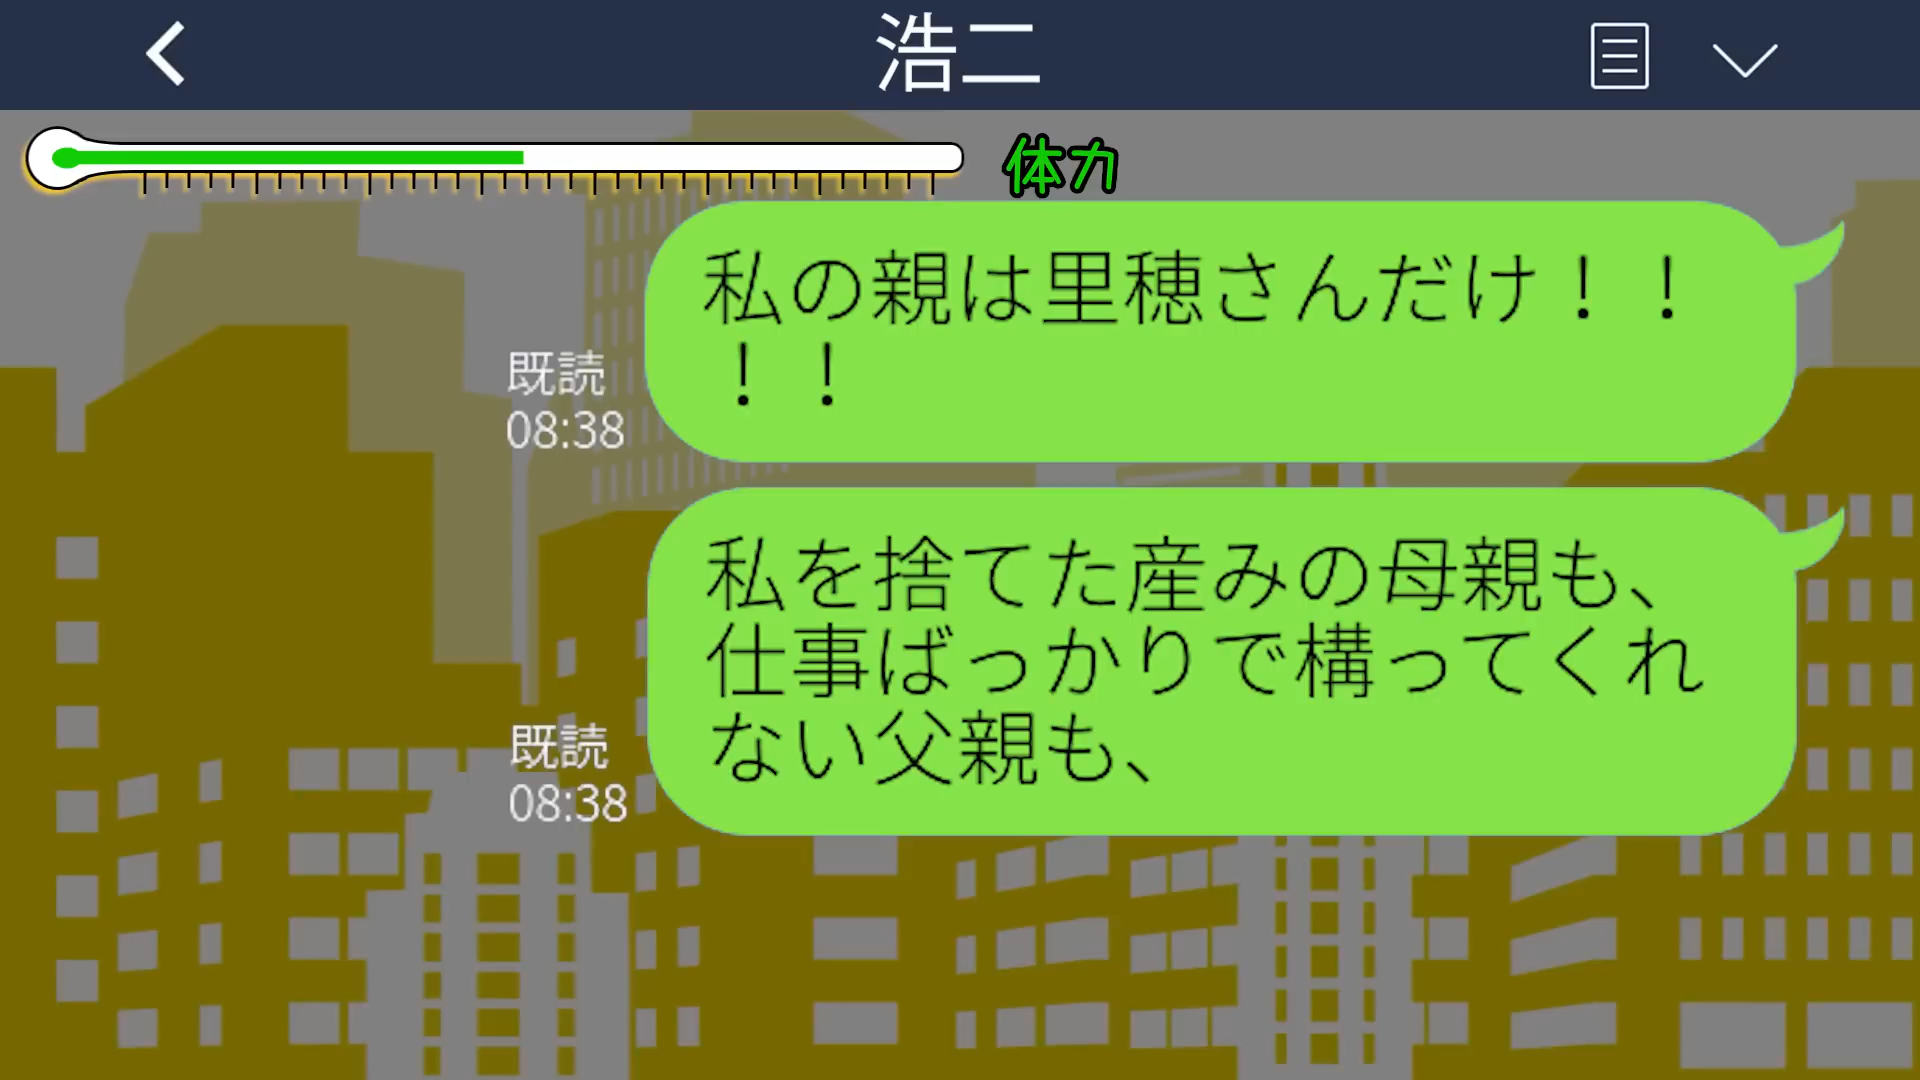 浩二
体力
私の親は里穂さんだけ！！
！！
既読
08:38
私を捨てた産みの母親も、
仕事ばっかりで構ってくれ
ない父親も、
既読
08:38